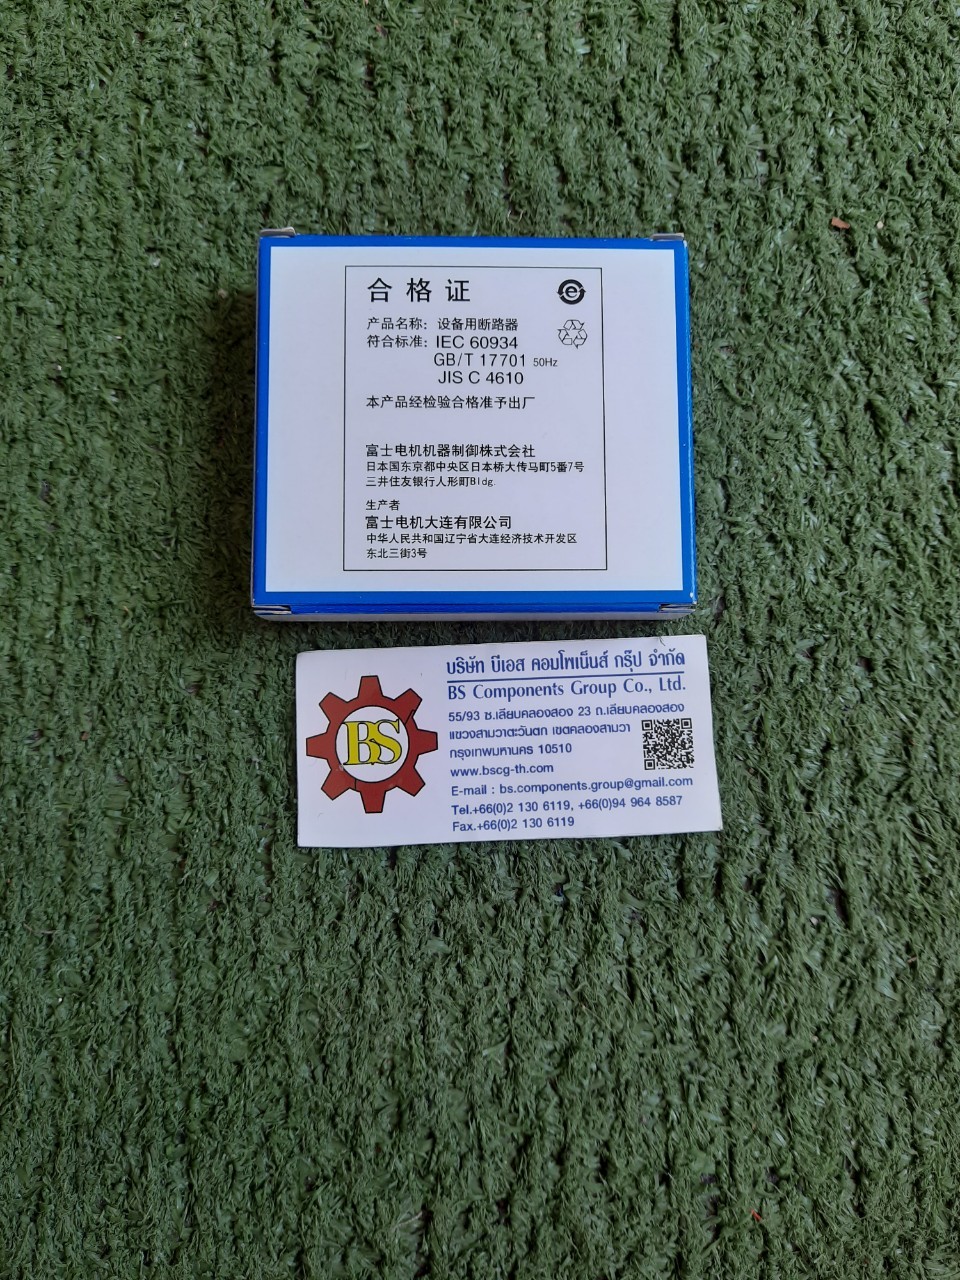 合格证
产品名称：设备用断路器
符合标准：IEC 60934
GB/T 17701 50Hz
JIS C 4610
本产品经检验合格准予出厂
富士电机机器制御株式会社
日本国东京都中央区日本桥大传马町5番7号
三井住友银行人形町Bldg.
生产者
富士电机大连有限公司
中华人民共和国辽宁省大连经济技术开发区
东北三街3号
BS
บริษัท บีเอส คอมโพเน็นส์ กรุ๊ป จำกัด
BS Components Group Co., Ltd.
55/93 ซ.เลียบคลองสอง 23 ถ.เลียบคลองสอง
แขวงสามวาตะวันตก เขตคลองสามวา
กรุงเทพมหานคร 10510
www.bscg-th.com
E-mail : bs.components.group@gmail.com
Tel.+66(0)2 130 6119, +66(0)94 964 8587
Fax.+66(0)2 130 6119